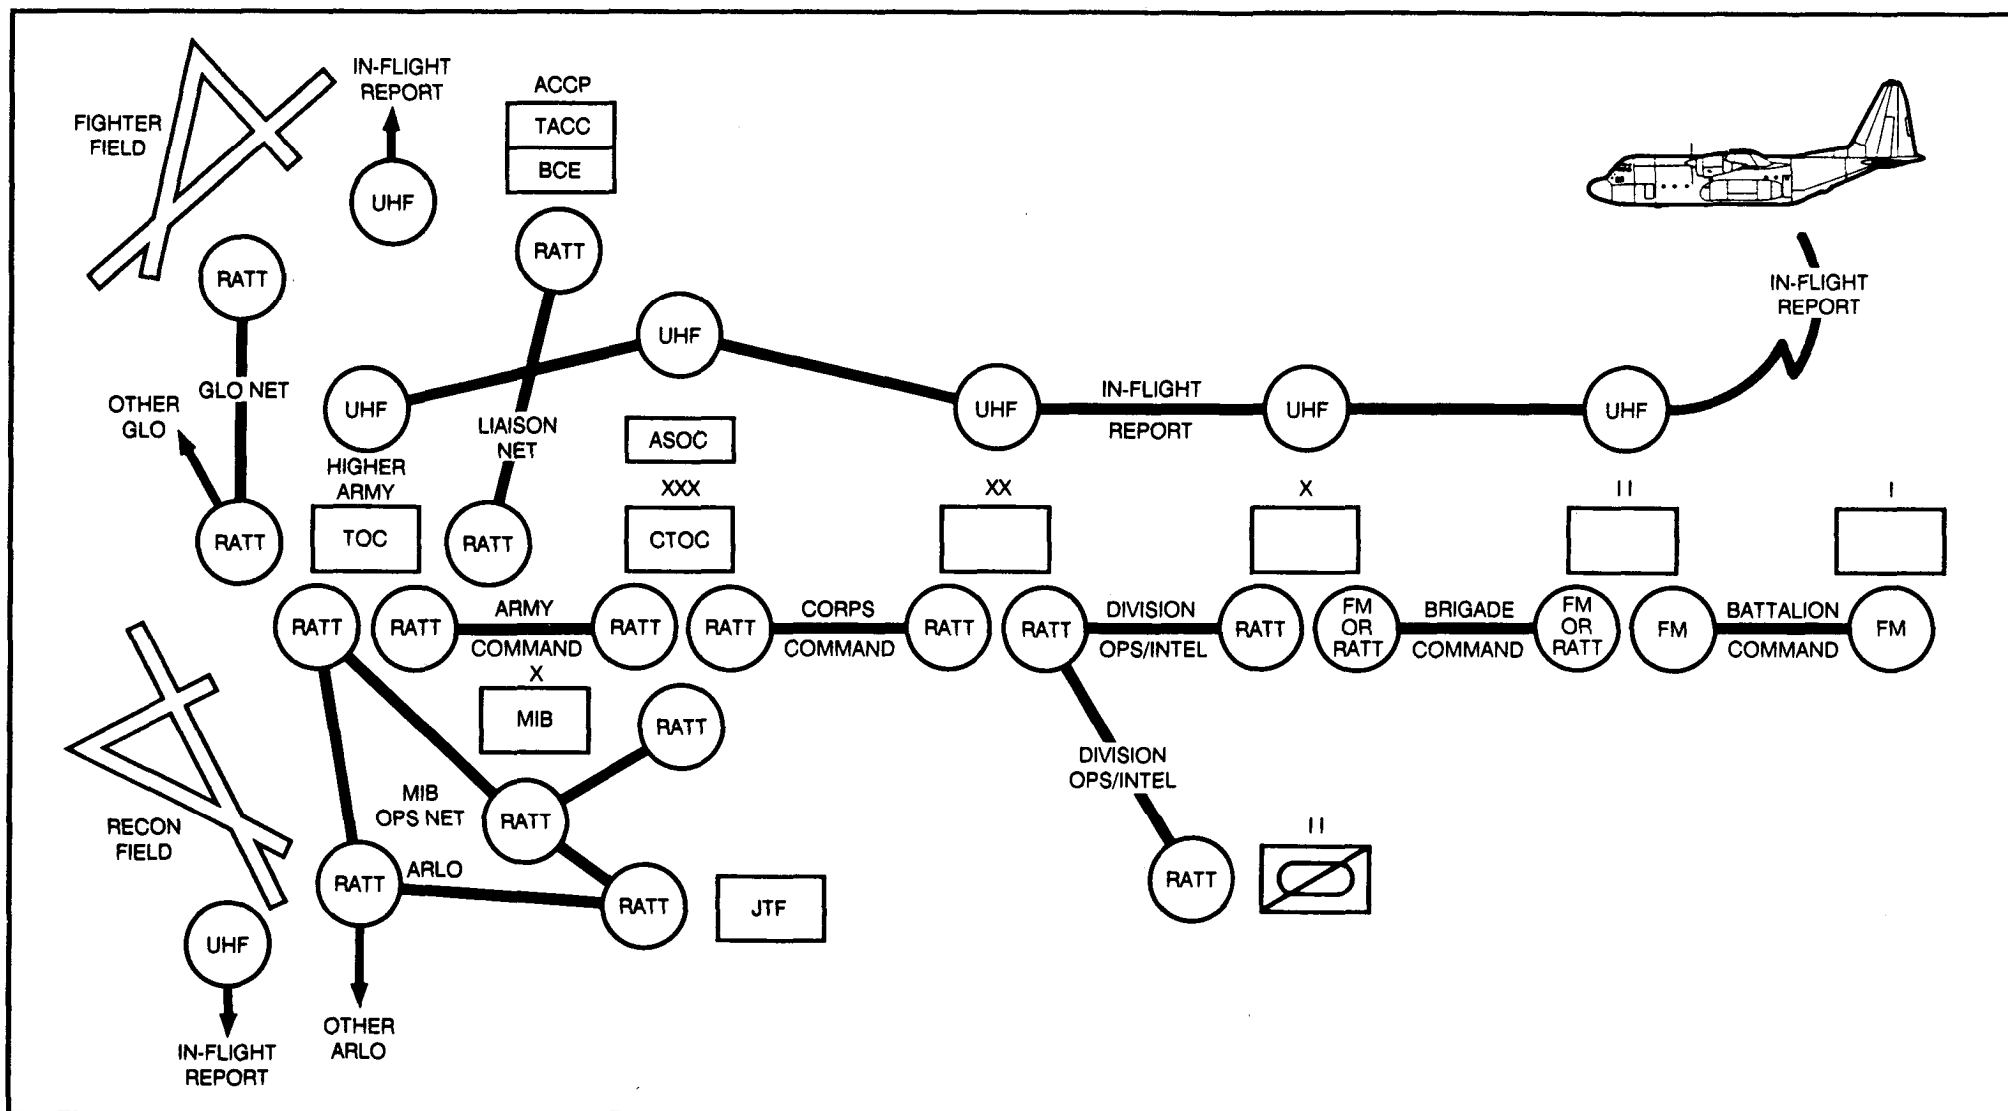 IN-FLIGHT
REPORT
ACCP
TACC
BCE
FIGHTER
FIELD
UHF
RATT
RATT
IN-FLIGHT
REPORT
UHF
GLO NET
OTHER
GLO
UHF
LIAISON
NET
UHF
IN-FLIGHT
REPORT
UHF
UHF
ASOC
HIGHER
ARMY
XXX
XX
X
II
I
RATT
TOC
RATT
CTOC
RATT
RATT
ARMY
COMMAND
RATT
RATT
CORPS
COMMAND
RATT
RATT
DIVISION
OPS/INTEL
RATT
FM
OR
RATT
BRIGADE
COMMAND
FM
OR
RATT
FM
BATTALION
COMMAND
FM
X
MIB
RATT
DIVISION
OPS/INTEL
MIB
OPS NET
RATT
RECON
FIELD
II
RATT
ARLO
RATT
JTF
RATT
UHF
OTHER
ARLO
IN-FLIGHT
REPORT